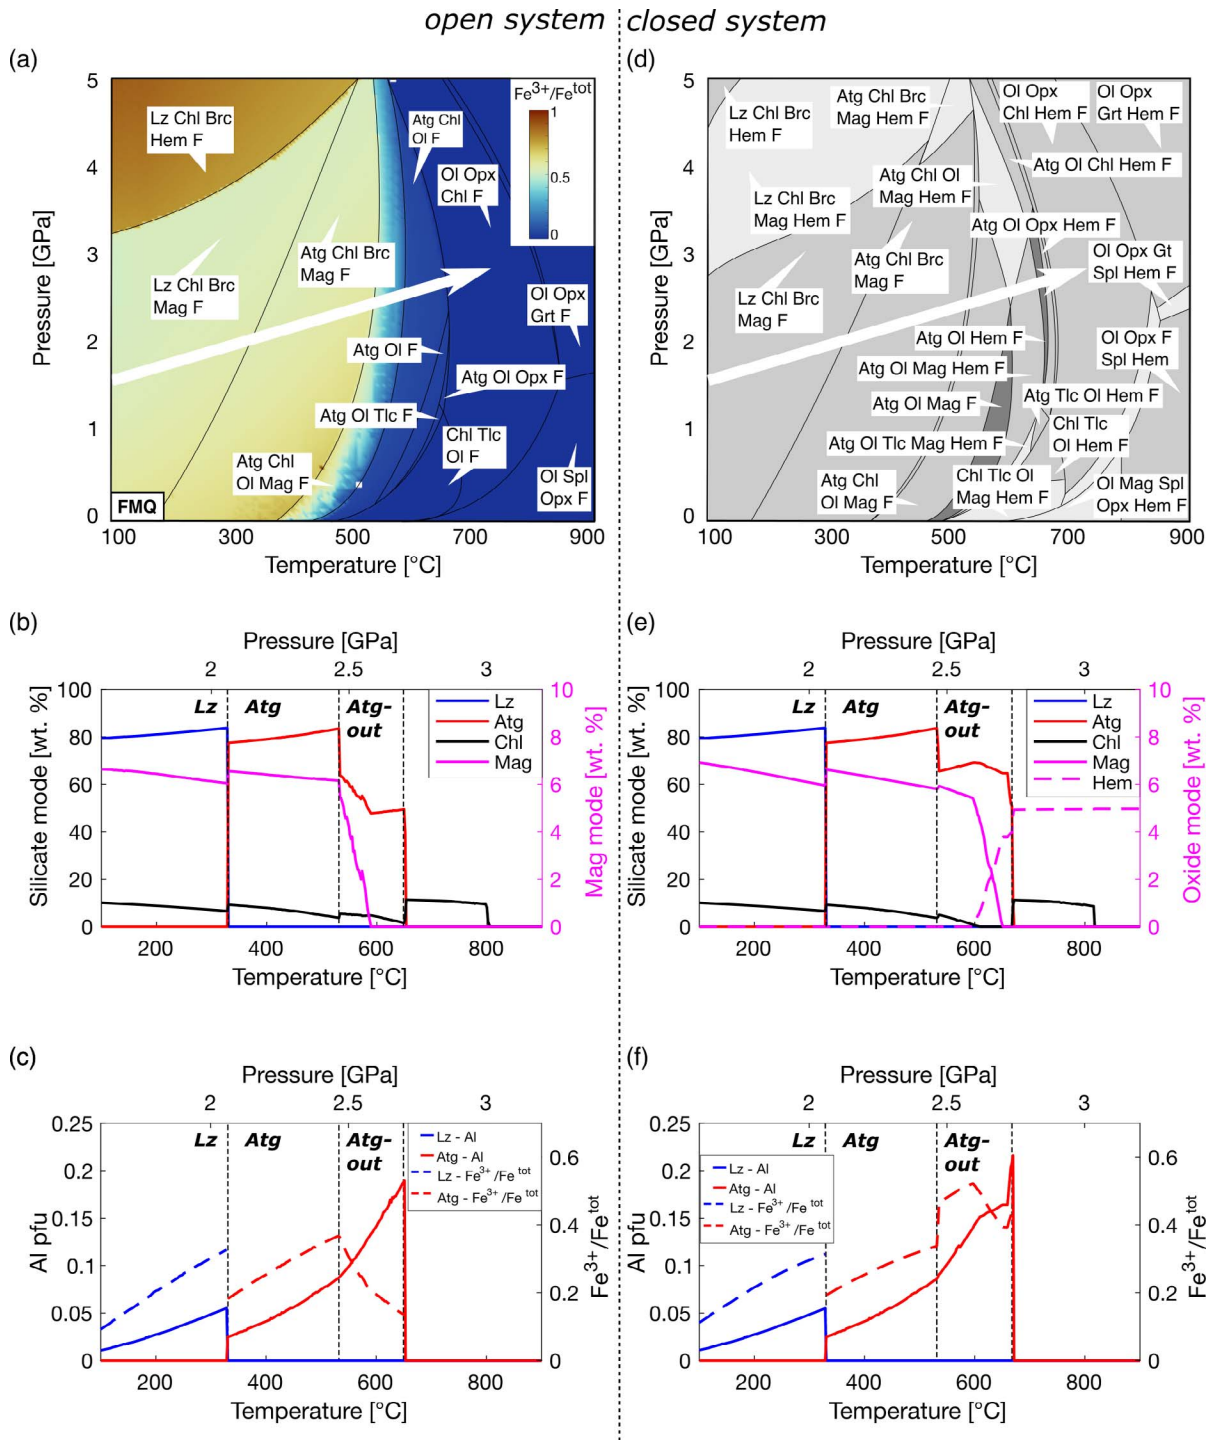 open system
closed system
(a)
5
4
3
2
1
0
Pressure [GPa]
Lz Chl Brc
Hem F
Lz Chl Brc
Mag F
Atg Chl Brc
Mag F
Atg Chl
Ol F
Ol Opx
Chl F
Ol Opx
Grt F
Atg Ol F
Atg Ol Opx F
Atg Ol Tlc F
Chl Tlc
Ol F
Atg Chl
Ol Mag F
Ol Spl
Opx F
FMQ
Fe3+/Fetot
1
0.5
0
100
300
500
700
900
Temperature [°C]
(d)
5
4
3
2
1
0
Pressure [GPa]
Lz Chl Brc
Hem F
Atg Chl Brc
Mag Hem F
Ol Opx
Chl Hem F
Ol Opx
Grt Hem F
Atg Ol Chl Hem F
Lz Chl Brc
Mag Hem F
Atg Chl Ol
Mag Hem F
Atg Ol Opx Hem F
Atg Chl Brc
Mag F
Ol Opx Gt
Spl Hem F
Lz Chl Brc
Mag F
Atg Ol Hem F
Ol Opx F
Spl Hem
Atg Ol Mag Hem F
Atg Ol Mag F
Atg Tlc Ol Hem F
Chl Tlc
Ol Hem F
Atg Ol Tlc Mag Hem F
Atg Chl
Ol Mag F
Chl Tlc Ol
Mag Hem F
Ol Mag Spl
Opx Hem F
100
300
500
700
900
Temperature [°C]
(b)
Pressure [GPa]
2
2.5
3
100
80
60
40
20
0
Silicate mode [wt. %]
Lz
Atg
Atg-
out
Lz
Atg
Chl
Mag
10
8
6
4
2
0
Mag mode [wt. %]
200
400
600
800
Temperature [°C]
(e)
Pressure [GPa]
2
2.5
3
100
80
60
40
20
0
Silicate mode [wt. %]
Lz
Atg
Atg-
out
Lz
Atg
Chl
Mag
Hem
10
8
6
4
2
0
Oxide mode [wt. %]
200
400
600
800
Temperature [°C]
(c)
Pressure [GPa]
2
2.5
3
0.25
0.2
0.15
0.1
0.05
0
Al pfu
Lz
Atg
Atg-
out
Lz - Al
Atg - Al
Lz - Fe3+/Fetot
Atg - Fe3+/Fetot
0.6
0.4
0.2
0
Fe3+/Fetot
200
400
600
800
Temperature [°C]
(f)
Pressure [GPa]
2
2.5
3
0.25
0.2
0.15
0.1
0.05
0
Al pfu
Lz
Atg
Atg-
out
Lz - Al
Atg - Al
Lz - Fe3+/Fetot
Atg - Fe3+/Fetot
0.6
0.4
0.2
0
Fe3+/Fetot
200
400
600
800
Temperature [°C]